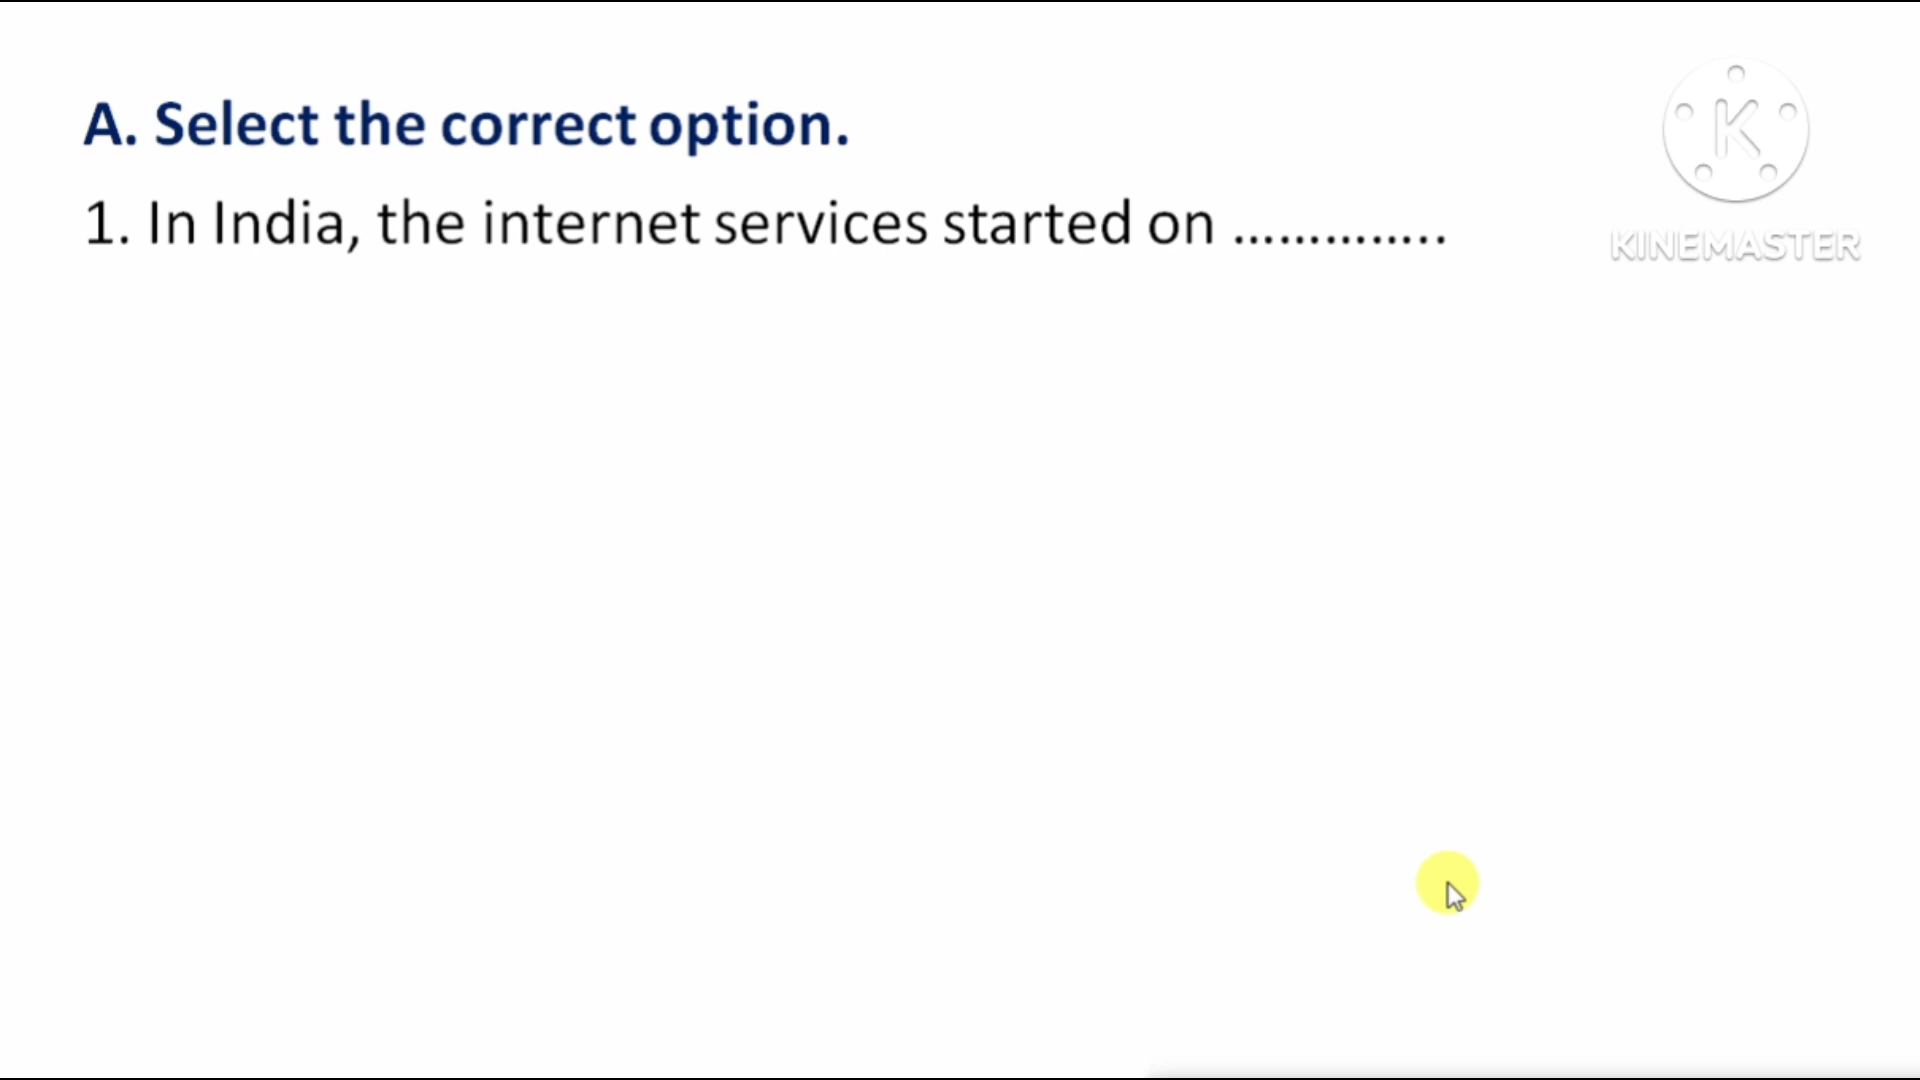 A. Select the correct option.
1. In India, the internet services started on …………..
K
KINEMASTER